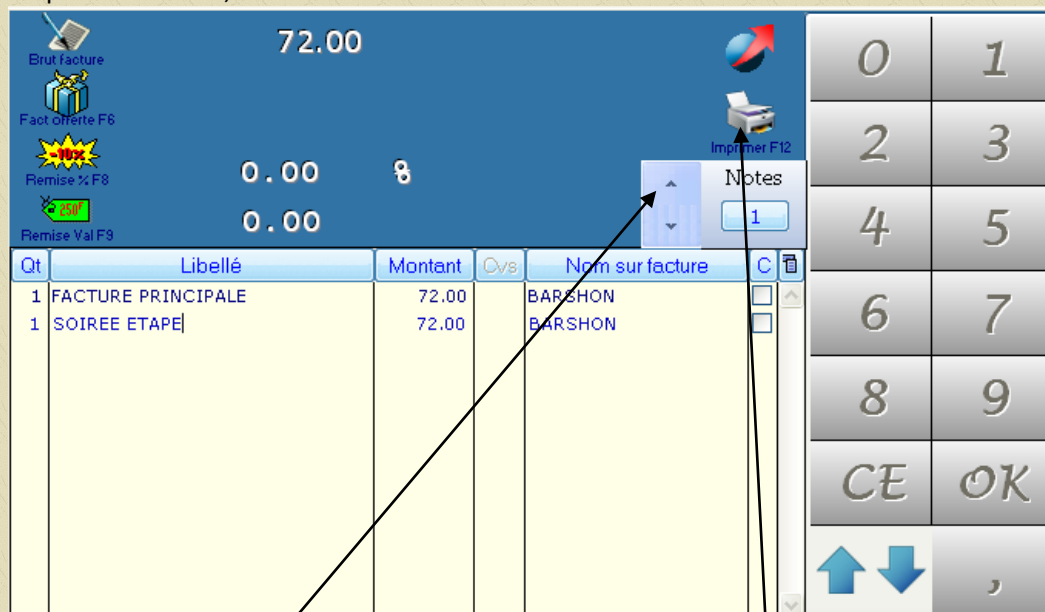 72.00
Brut facture
Fact offerte F6
-10%
Remise % F8
0.00 %
250F
Remise Val F9
0.00
Imprimer F12
Notes
1
Qt Libellé Montant Cvs Nom sur facture C
1 FACTURE PRINCIPALE 72.00 BARSHON
1 SOIREE ETAPE 72.00 BARSHON
0 1
2 3
4 5
6 7
8 9
CE OK
,